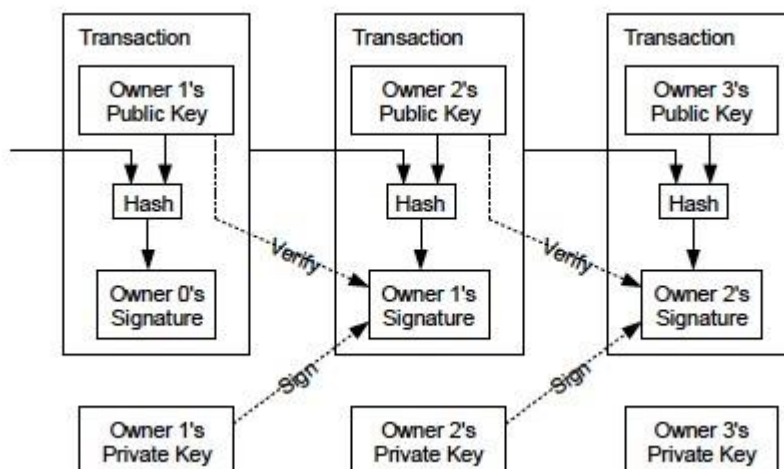 Transaction
Owner 1's
Public Key
Hash
Verify
Owner 0's
Signature
Sign
Owner 1's
Private Key
Transaction
Owner 2's
Public Key
Hash
Verify
Owner 1's
Signature
Sign
Owner 2's
Private Key
Transaction
Owner 3's
Public Key
Hash
Owner 2's
Signature
Owner 3's
Private Key